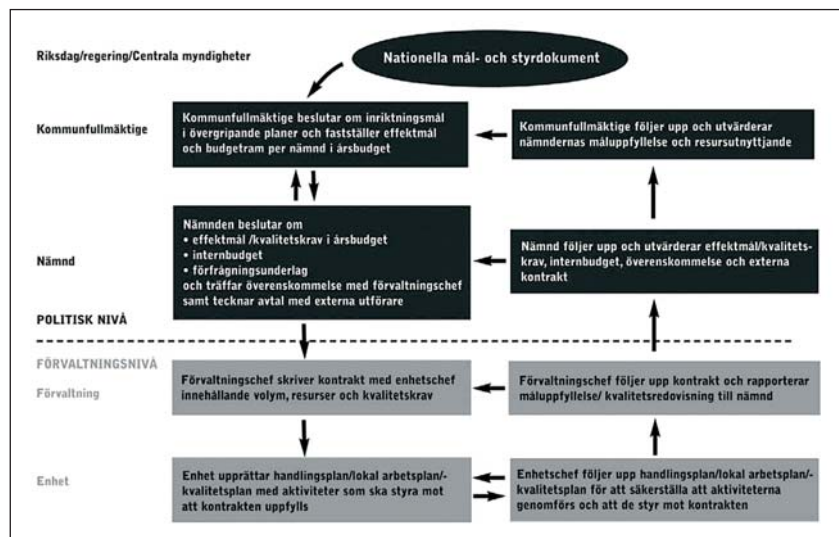 Riksdag/regering/Centrala myndigheter
Nationella mål- och styrdokument
Kommunfullmäktige
Kommunfullmäktige beslutar om inriktningsmål
i övergripande planer och fastställer effektmål
och budgetram per nämnd i årsbudget
Kommunfullmäktige följer upp och utvärderar
nämndernas måluppfyllelse och resursutnyttjande
Nämnd
Nämnden beslutar om
• effektmål /kvalitetskrav i årsbudget
• internbudget
• förfrågningsunderlag
och träffar överenskommelse med förvaltningschef
samt tecknar avtal med externa utförare
Nämnd följer upp och utvärderar effektmål/kvalitets-
krav, internbudget, överenskommelse och externa
kontrakt
POLITISK NIVÅ
FÖRVALTNINGSNIVÅ
Förvaltning
Förvaltningschef skriver kontrakt med enhetschef
innehållande volym, resurser och kvalitetskrav
Förvaltningschef följer upp kontrakt och rapporterar
måluppfyllelse/ kvalitetsredovisning till nämnd
Enhet
Enhet upprättar handlingsplan/lokal arbetsplan/-
kvalitetsplan med aktiviteter som ska styra mot
att kontrakten uppfylls
Enhetschef följer upp handlingsplan/lokal arbetsplan/-
kvalitetsplan för att säkerställa att aktiviteterna
genomförs och att de styr mot kontrakten